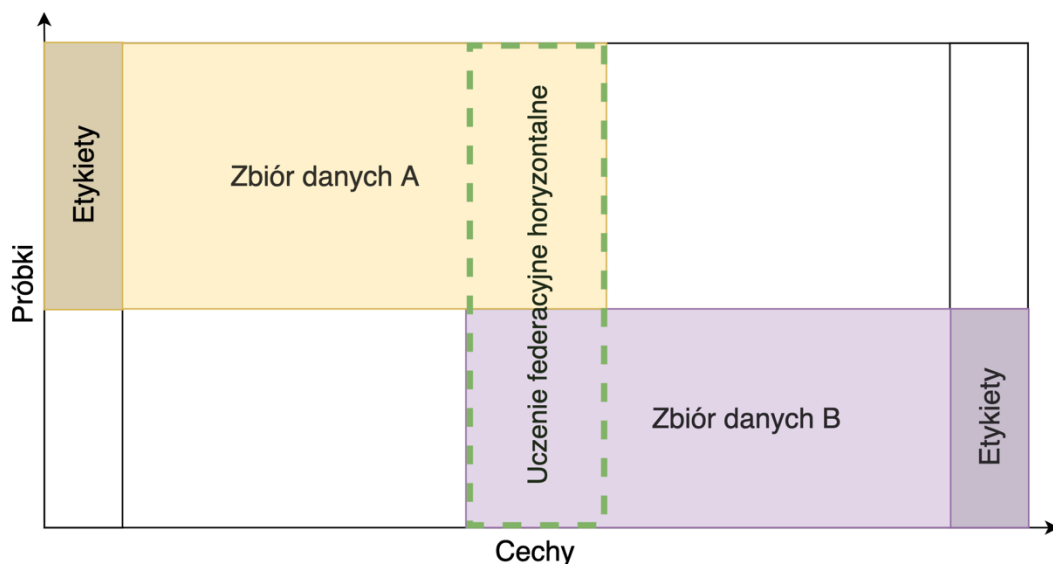 Etykiety
Zbiór danych A
Uczenie federacyjne horyzontalne
Próbki
Zbiór danych B
Etykiety
Cechy